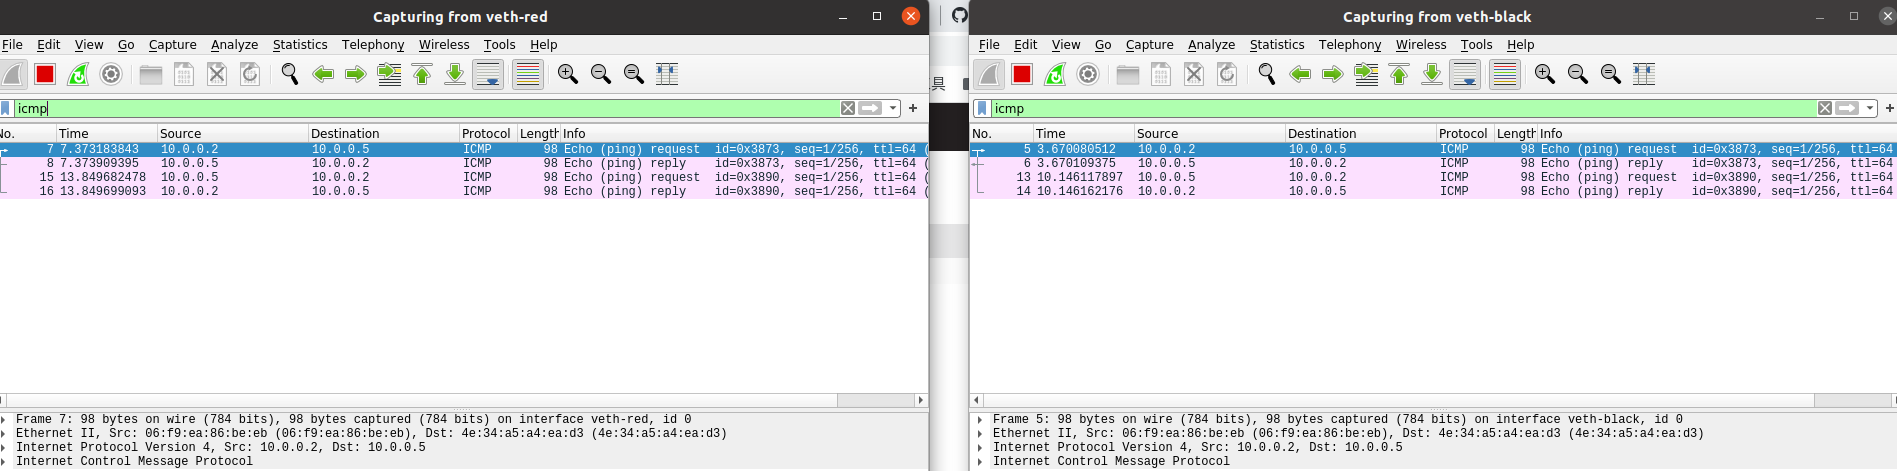 Capturing from veth-red
File Edit View Go Capture Analyze Statistics Telephony Wireless Tools Help
icmp
No. Time Source Destination Protocol Length Info
7 7.373183843 10.0.0.2 10.0.0.5 ICMP 98 Echo (ping) request id=0x3873, seq=1/256, ttl=64 (
8 7.373909395 10.0.0.5 10.0.0.2 ICMP 98 Echo (ping) reply id=0x3873, seq=1/256, ttl=64 (
15 13.849682478 10.0.0.5 10.0.0.2 ICMP 98 Echo (ping) request id=0x3890, seq=1/256, ttl=64 (
16 13.849699093 10.0.0.2 10.0.0.5 ICMP 98 Echo (ping) reply id=0x3890, seq=1/256, ttl=64 (
Frame 7: 98 bytes on wire (784 bits), 98 bytes captured (784 bits) on interface veth-red, id 0
Ethernet II, Src: 06:f9:ea:86:be:eb (06:f9:ea:86:be:eb), Dst: 4e:34:a5:a4:ea:d3 (4e:34:a5:a4:ea:d3)
Internet Protocol Version 4, Src: 10.0.0.2, Dst: 10.0.0.5
Internet Control Message Protocol
具
Capturing from veth-black
File Edit View Go Capture Analyze Statistics Telephony Wireless Tools Help
icmp
No. Time Source Destination Protocol Length Info
5 3.670080512 10.0.0.2 10.0.0.5 ICMP 98 Echo (ping) request id=0x3873, seq=1/256, ttl=64
6 3.670109375 10.0.0.5 10.0.0.2 ICMP 98 Echo (ping) reply id=0x3873, seq=1/256, ttl=64
13 10.146117897 10.0.0.5 10.0.0.2 ICMP 98 Echo (ping) request id=0x3890, seq=1/256, ttl=64
14 10.146162176 10.0.0.2 10.0.0.5 ICMP 98 Echo (ping) reply id=0x3890, seq=1/256, ttl=64
Frame 5: 98 bytes on wire (784 bits), 98 bytes captured (784 bits) on interface veth-black, id 0
Ethernet II, Src: 06:f9:ea:86:be:eb (06:f9:ea:86:be:eb), Dst: 4e:34:a5:a4:ea:d3 (4e:34:a5:a4:ea:d3)
Internet Protocol Version 4, Src: 10.0.0.2, Dst: 10.0.0.5
Internet Control Message Protocol